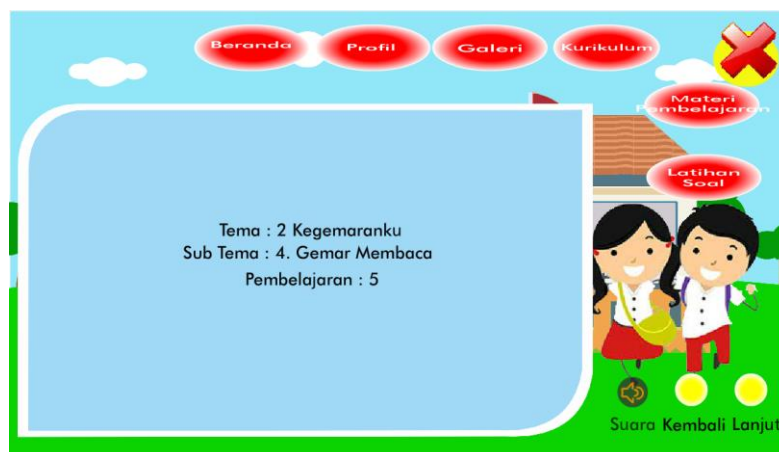 Beranda
Profil
Galeri
Kurikulum
Materi
Pembelajaran
Latihan
Soal
Tema : 2 Kegemaranku
Sub Tema : 4. Gemar Membaca
Pembelajaran : 5
Suara
Kembali
Lanjut